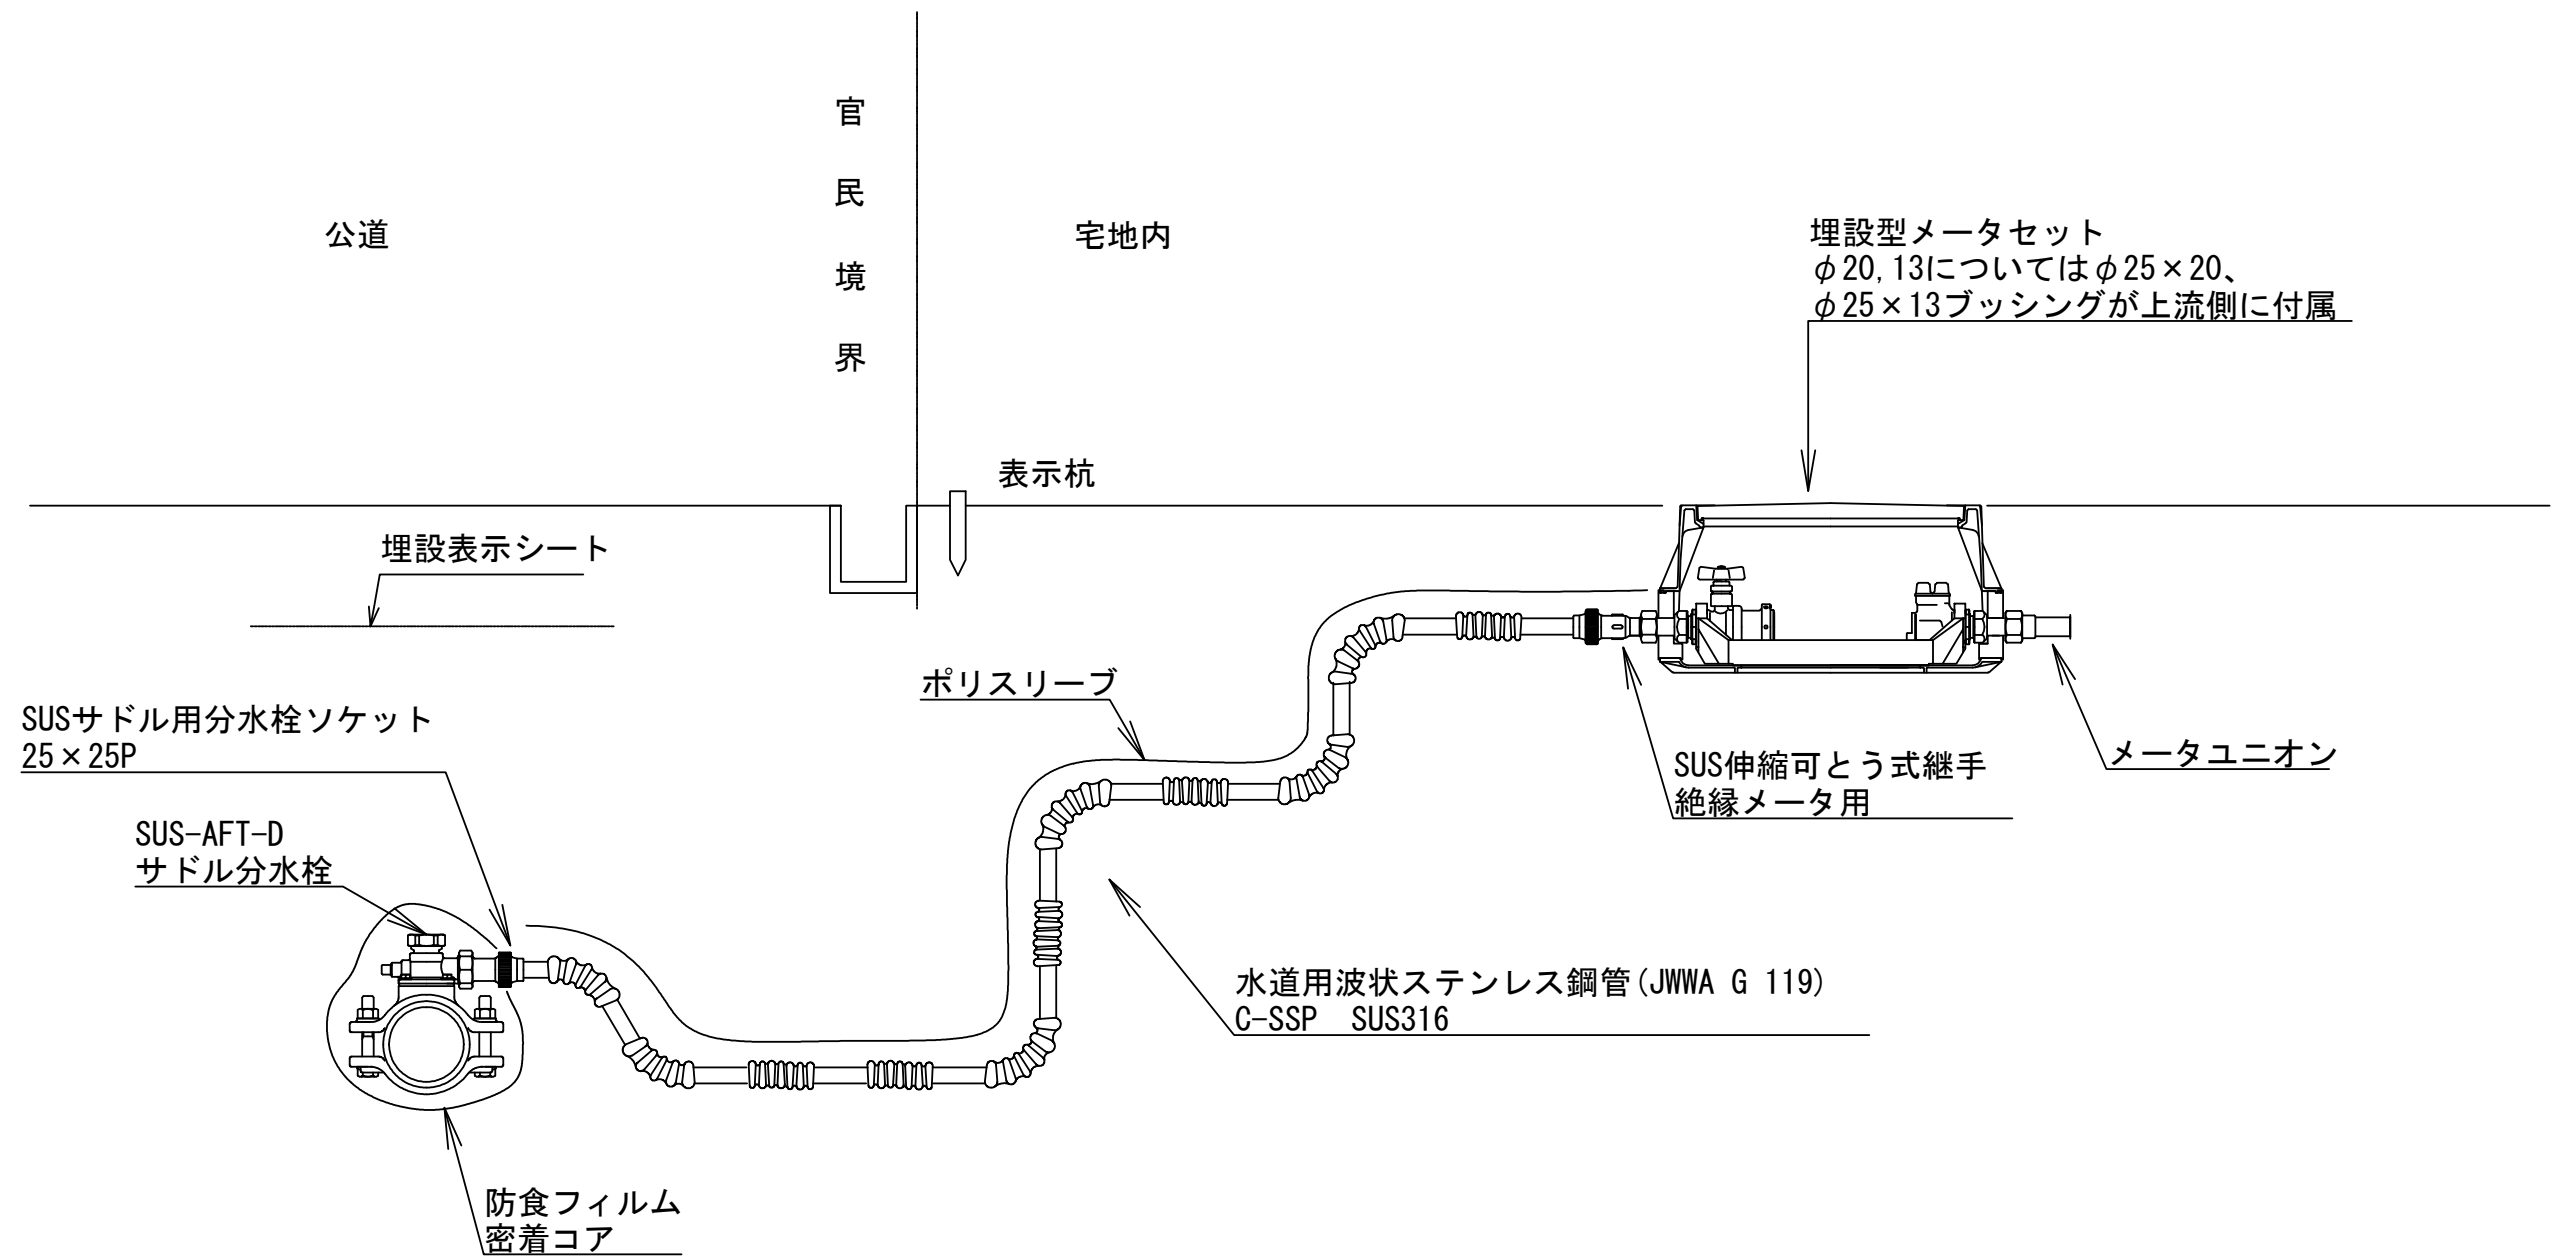 官民境界
公道
宅地内
埋設型メータセット
φ20,13についてはφ25×20、
φ25×13ブッシングが上流側に付属
表示杭
埋設表示シート
ポリスリーブ
SUSサドル用分水栓ソケット
25×25P
SUS伸縮可とう式継手
絶縁メータ用
メータユニオン
SUS-AFT-D
サドル分水栓
水道用波状ステンレス鋼管(JWWA G 119)
C-SSP SUS316
防食フィルム
密着コア